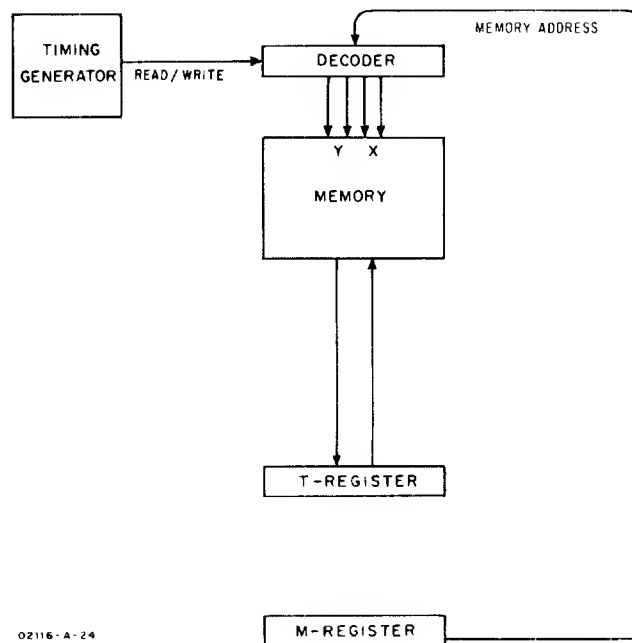 MEMORY ADDRESS
TIMING
GENERATOR
READ/WRITE
DECODER
Y X
MEMORY
T-REGISTER
M-REGISTER
02116-A-24